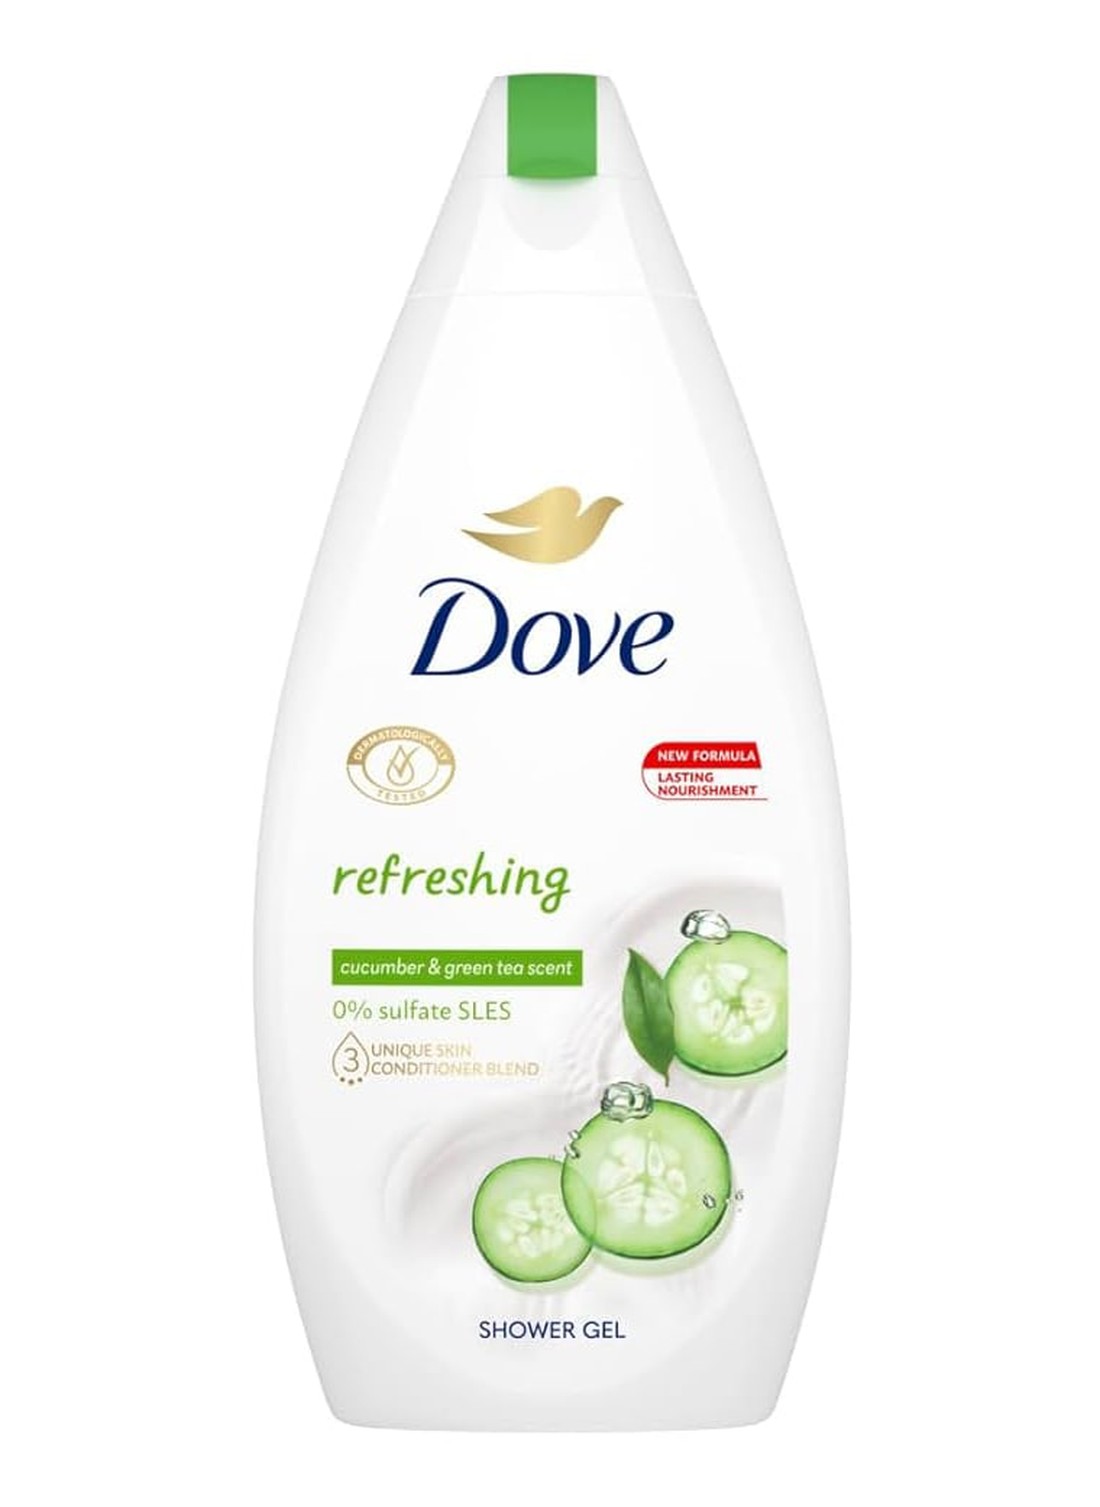 Dove
DERMATOLOGICALLY
TESTED
NEW FORMULA
LASTING
NOURISHMENT
refreshing
cucumber & green tea scent
0% sulfate SLES
3 UNIQUE SKIN
CONDITIONER BLEND
SHOWER GEL